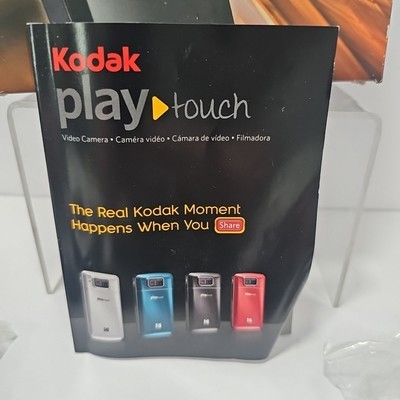 Kodak
play touch
Video Camera • Caméra vidéo • Cámara de vídeo • Filmadora
The Real Kodak Moment
Happens When You Share